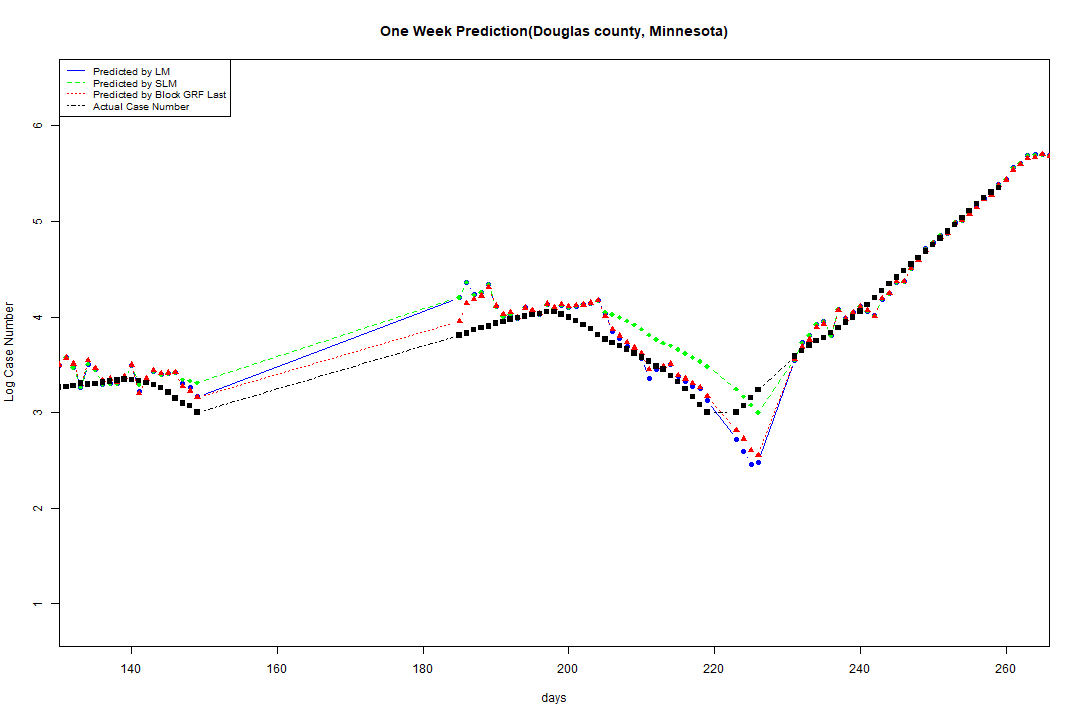 One Week Prediction(Douglas county, Minnesota)
Predicted by LM
Predicted by SLM
Predicted by Block GRF Last
Actual Case Number
6
5
4
3
2
1
Log Case Number
140 160 180 200 220 240 260
days